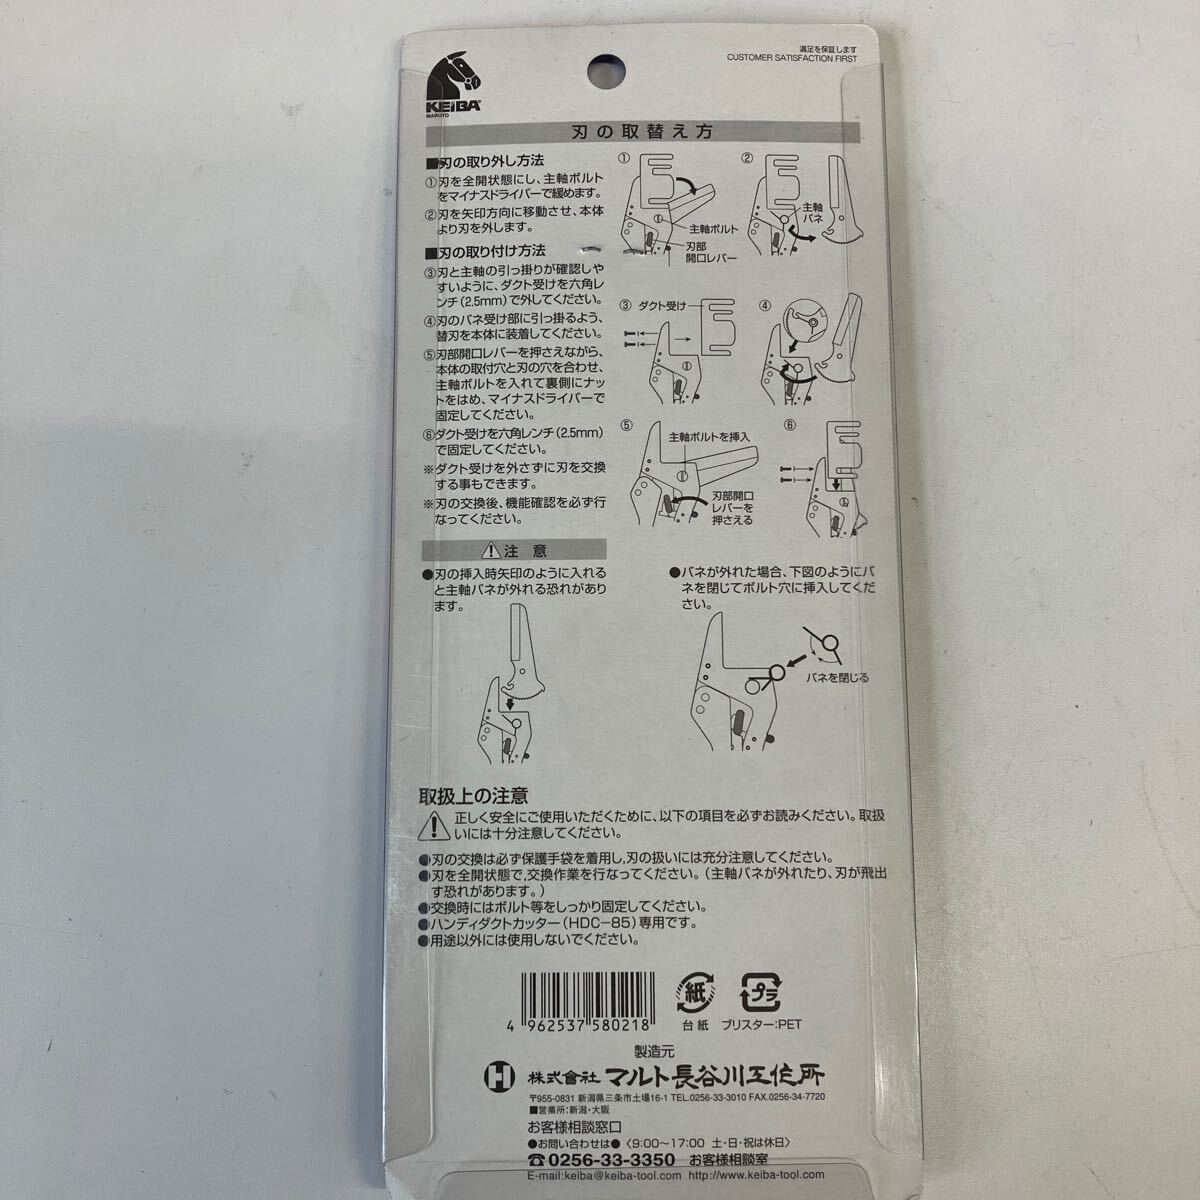 満足を保証します
CUSTOMER SATISFACTION FIRST
KEIBA
MARUTO
刃の取替え方
■刃の取り外し方法
①刃を全開状態にし、主軸ボルト
をマイナスドライバーで緩めます。
②刃を矢印方向に移動させ、本体
より刃を外します。
■刃の取り付け方法
③刃と主軸の引っ掛りが確認しや
すいように、ダクト受けを六角レ
ンチ(2.5mm)で外してください。
④刃のバネ受け部に引っ掛るよう、
替刃を本体に装着してください。
⑤刃部開口レバーを押さえながら、
本体の取付穴と刃の穴を合わせ、
主軸ボルトを入れて裏側にナッ
トをはめ、マイナスドライバーで
固定してください。
⑥ダクト受けを六角レンチ(2.5mm)
で固定してください。
※ダクト受けを外さずに刃を交換
する事もできます。
※刃の交換後、機能確認を必ず行
なってください。
①
主軸ボルト
刃部
開口レバー
②
主軸
バネ
③ ダクト受け
④
⑤
主軸ボルトを挿入
刃部開口
レバーを
押さえる
⑥
注意
●刃の挿入時矢印のように入れる
と主軸バネが外れる恐れがあり
ます。
●バネが外れた場合、下図のようにバ
ネを閉じてボルト穴に挿入してくだ
さい。
バネを閉じる
取扱上の注意
正しく安全にご使用いただくために、以下の項目を必ずお読みください。取扱
いには十分注意してください。
●刃の交換は必ず保護手袋を着用し,刃の扱いには充分注意してください。
●刃を全開状態で,交換作業を行なってください。(主軸バネが外れたり、刃が飛出
す恐れがあります。)
●交換時にはボルト等をしっかり固定してください。
●ハンディダクトカッター(HDC-85)専用です。
●用途以外には使用しないでください。
4 962537 580218
紙
台紙
プラ
ブリスター:PET
製造元
株式會社 マルト長谷川工作所
〒955-0831 新潟県三条市土場16-1 TEL.0256-33-3010 FAX.0256-34-7720
■営業所:新潟・大阪
お客様相談窓口
●お問い合わせは●〈9:00〜17:00 土・日・祝は休日〉
☎0256-33-3350 お客様相談室
E-mail:keiba@keiba-tool.com http://www.keiba-tool.com